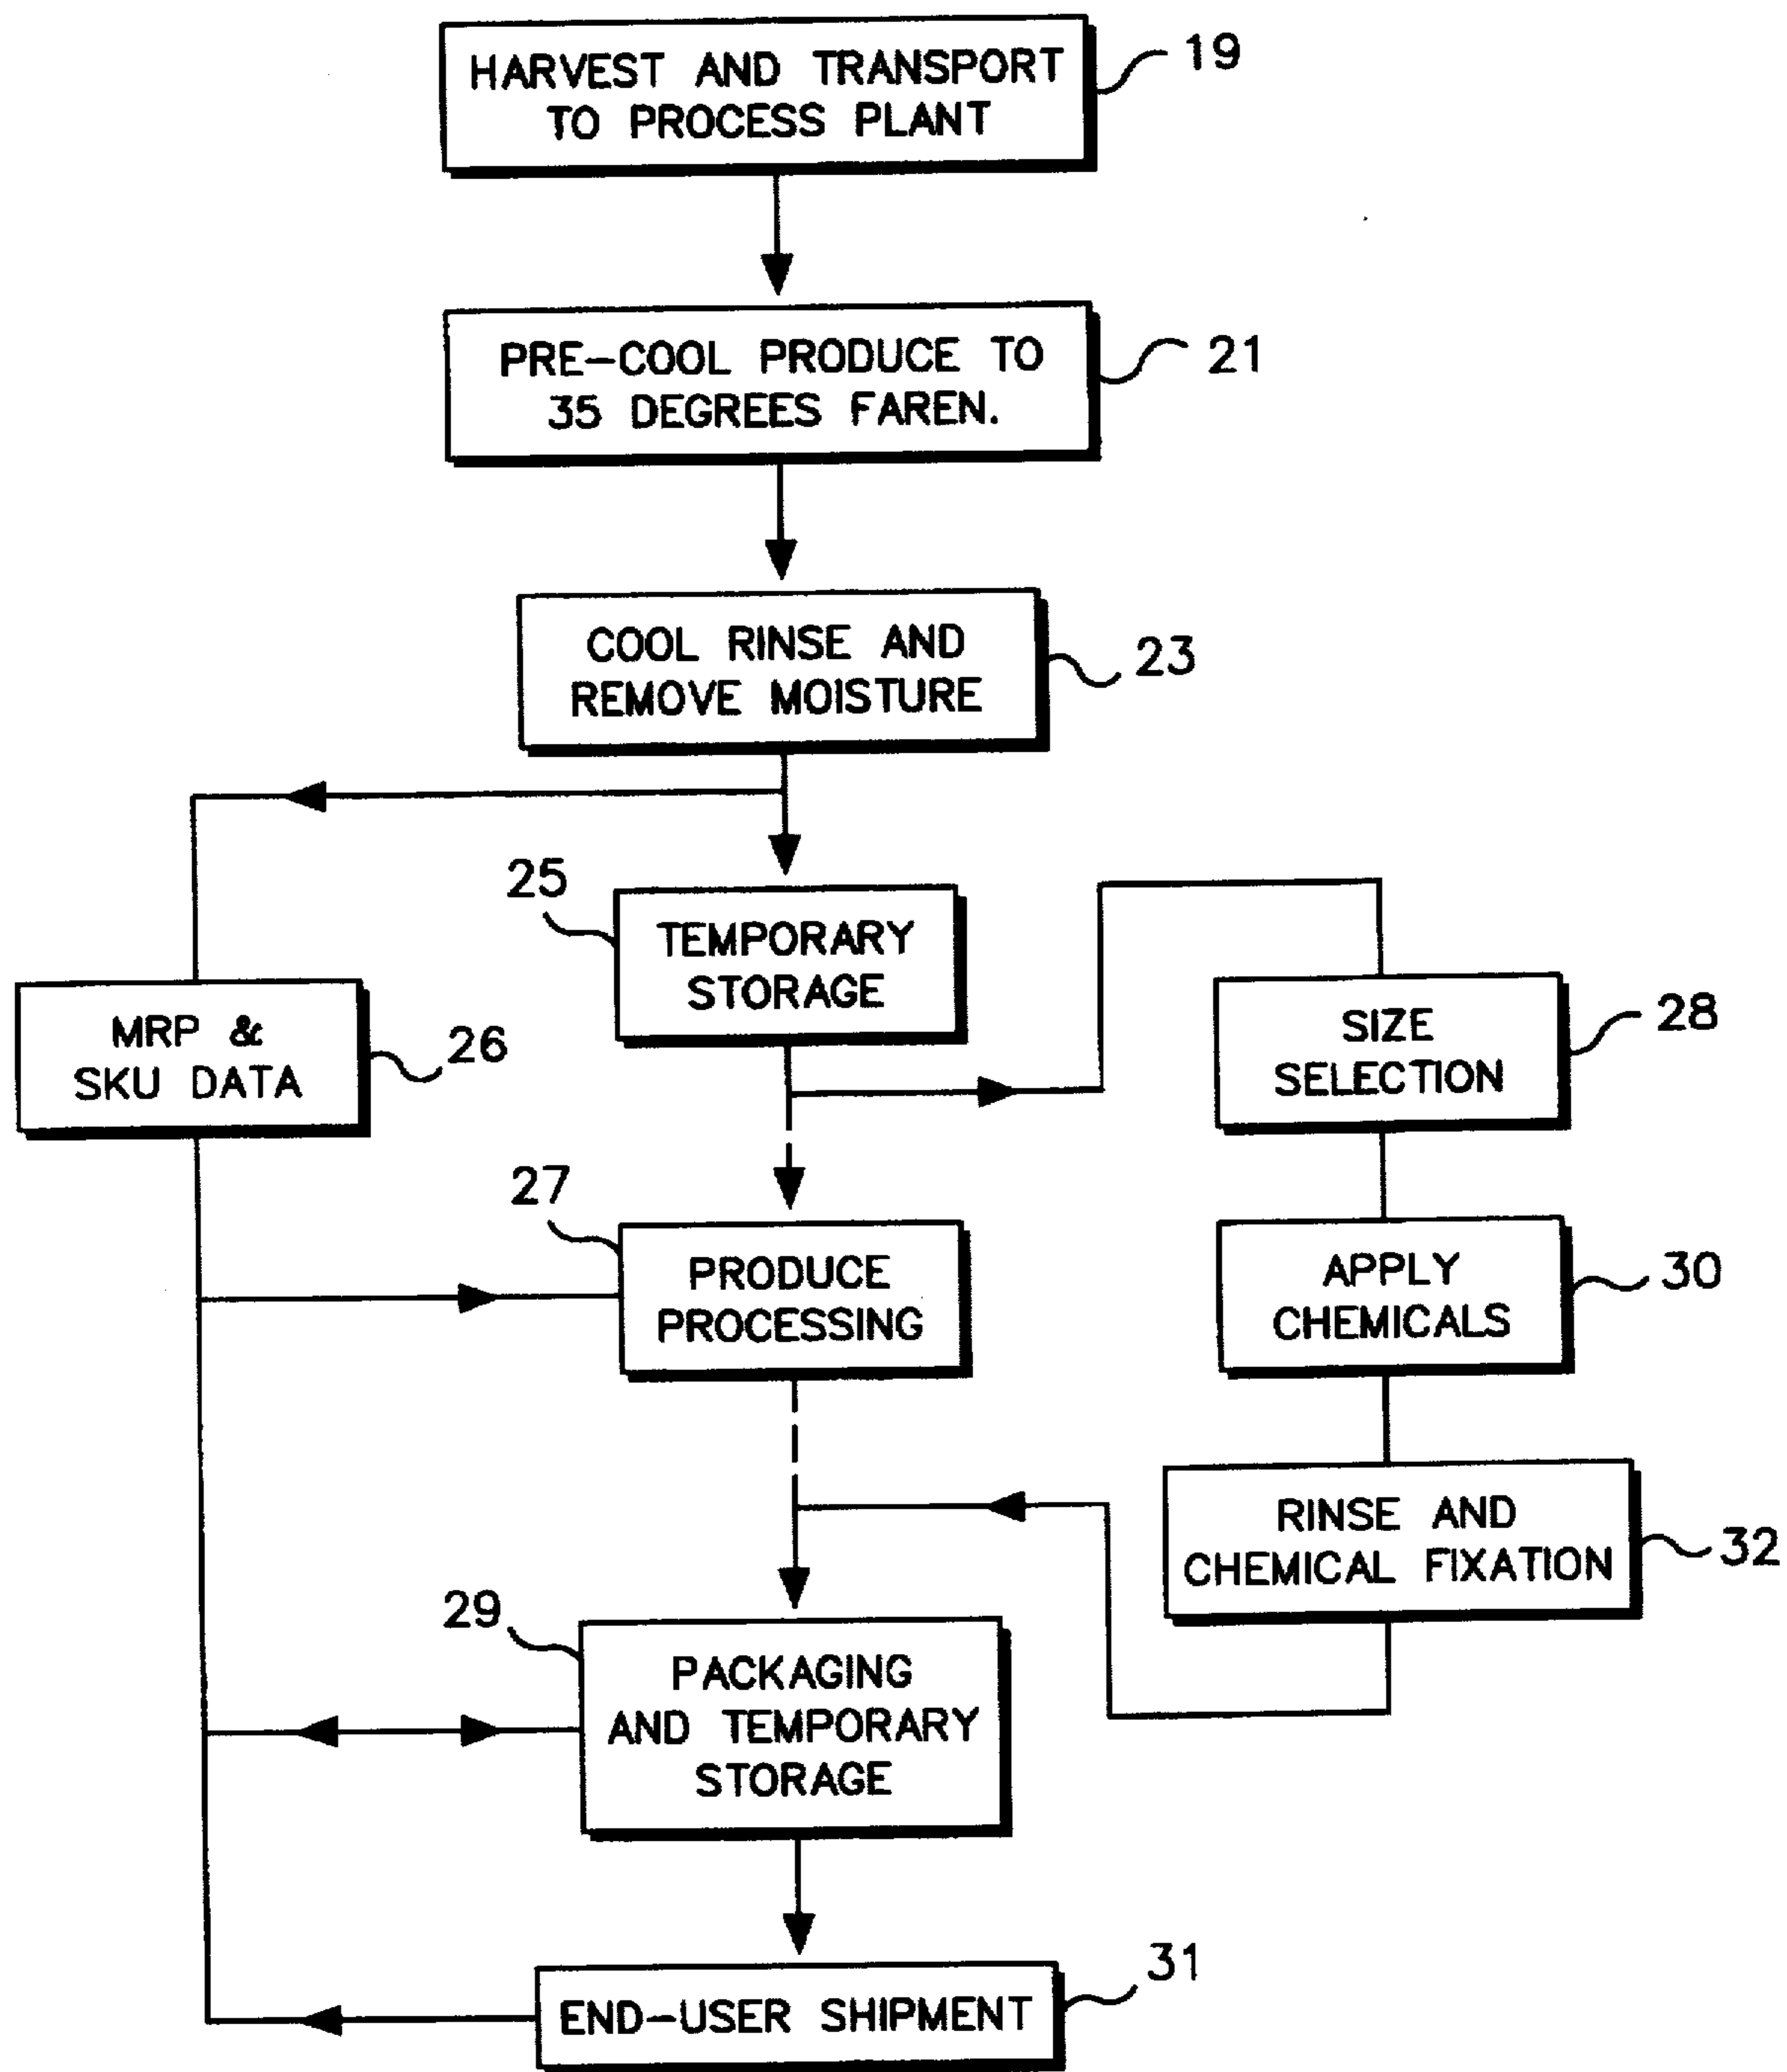 HARVEST AND TRANSPORT
TO PROCESS PLANT
19
PRE-COOL PRODUCE TO
35 DEGREES FAREN.
21
COOL RINSE AND
REMOVE MOISTURE
23
25
TEMPORARY
STORAGE
MRP &
SKU DATA
26
SIZE
SELECTION
28
27
PRODUCE
PROCESSING
APPLY
CHEMICALS
30
RINSE AND
CHEMICAL FIXATION
32
29
PACKAGING
AND TEMPORARY
STORAGE
END-USER SHIPMENT
31